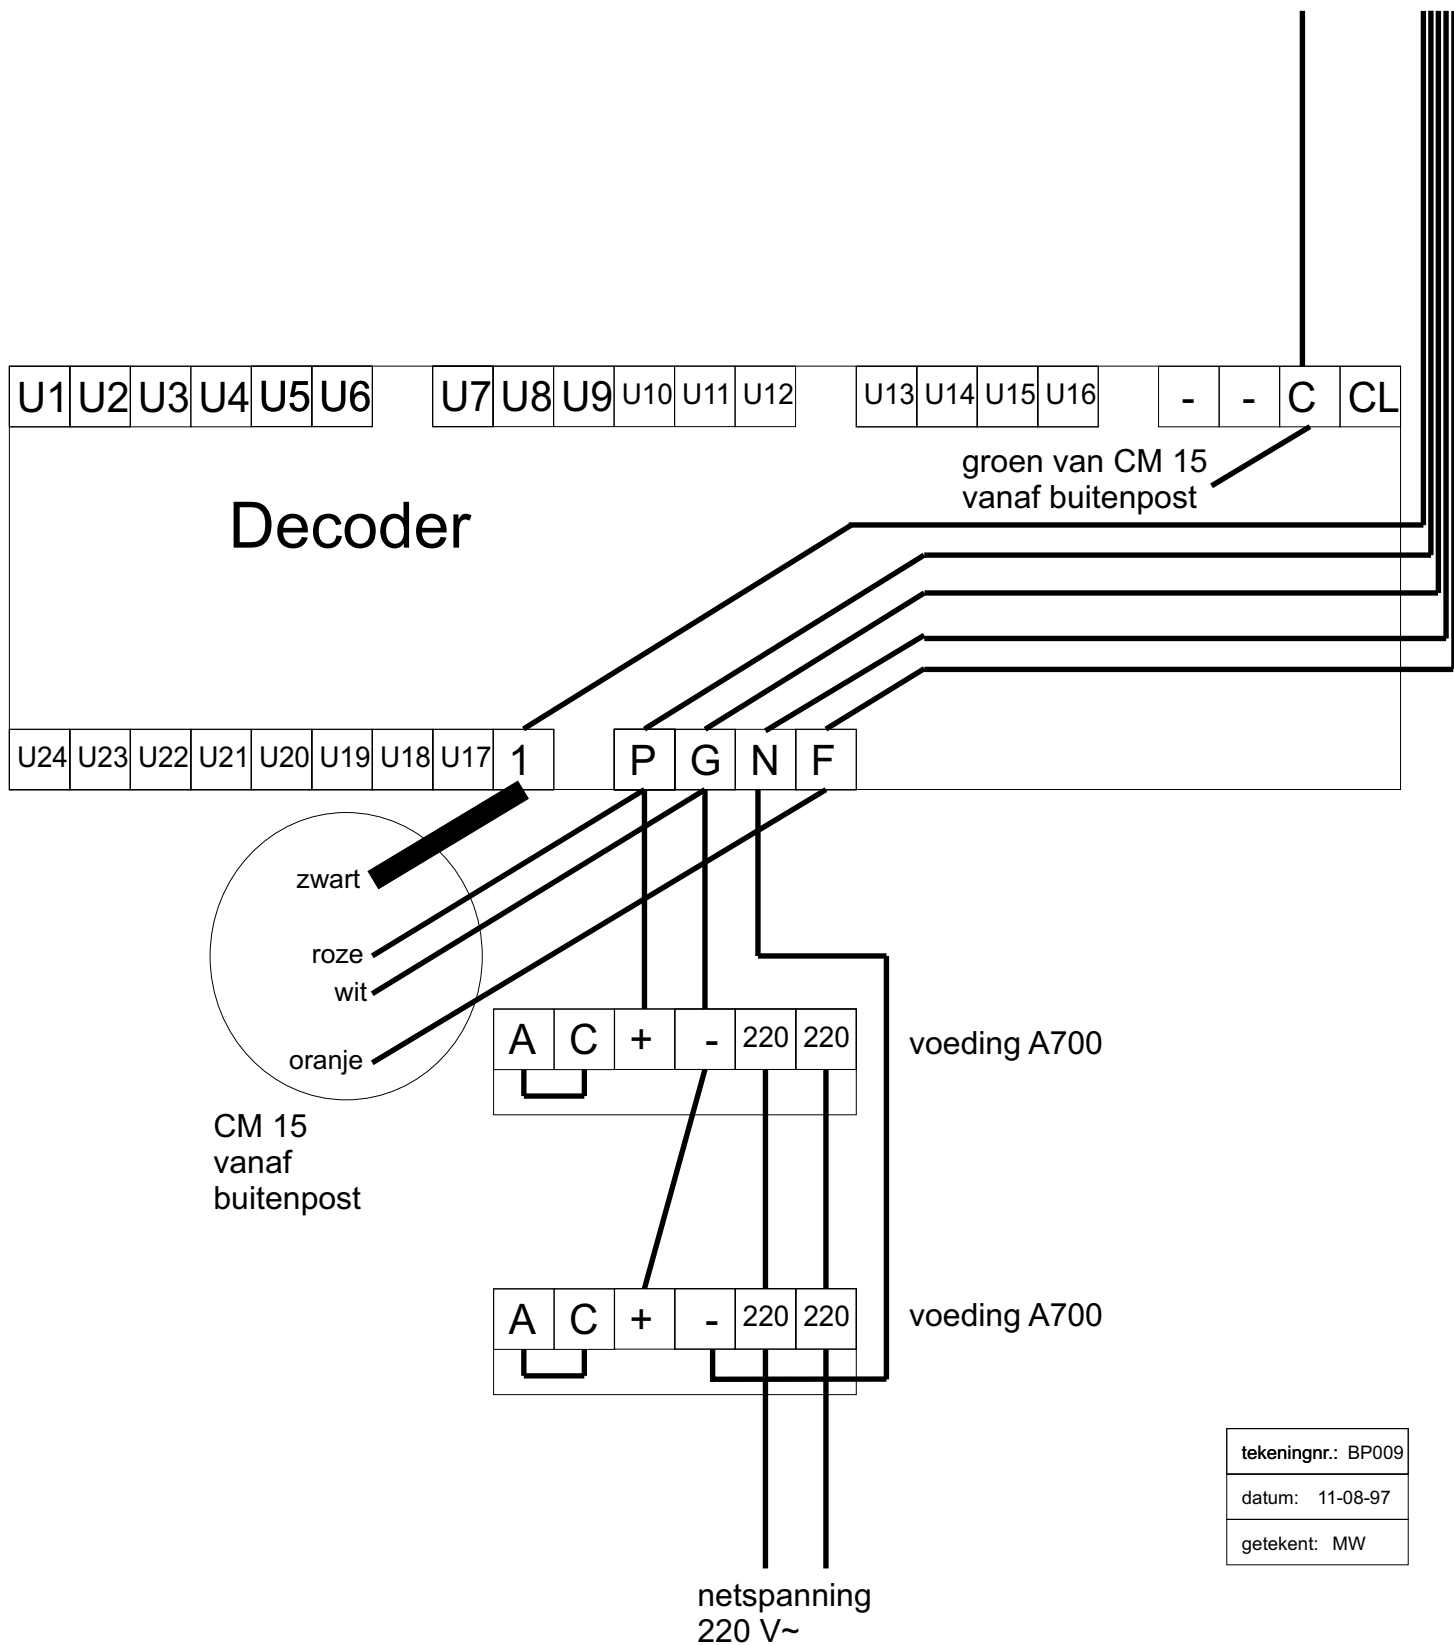 U1 U2 U3 U4 U5 U6 U7 U8 U9 U10 U11 U12 U13 U14 U15 U16 - - C CL
groen van CM 15
vanaf buitenpost
Decoder
U24 U23 U22 U21 U20 U19 U18 U17 1 P G N F
zwart
roze
wit
oranje
CM 15
vanaf
buitenpost
A C + - 220 220
voeding A700
A C + - 220 220
voeding A700
netspanning
220 V~
tekeningnr.: BP009
datum: 11-08-97
getekent: MW